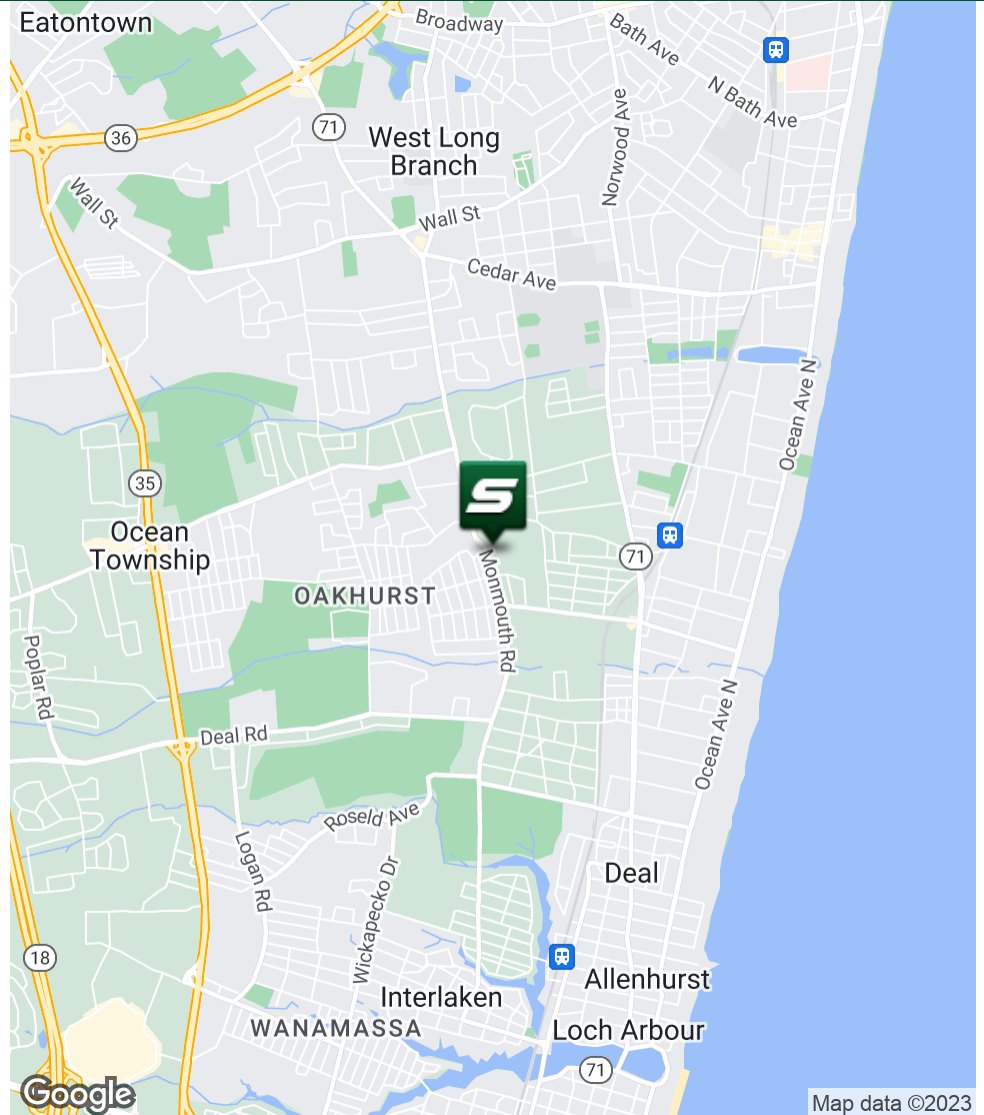 Eatontown
Broadway
Bath Ave
N Bath Ave
36
71
West Long
Branch
Norwood Ave
Wall St
Wall St
Cedar Ave
Ocean Ave N
35
S
Ocean
Township
71
OAKHURST
Monmouth Rd
Poplar Rd
Ocean Ave N
Deal Rd
Roseld Ave
Logan Rd
Wickapecko Dr
Deal
18
Allenhurst
Interlaken
WANAMASSA
Loch Arbour
71
Google
Map data ©2023